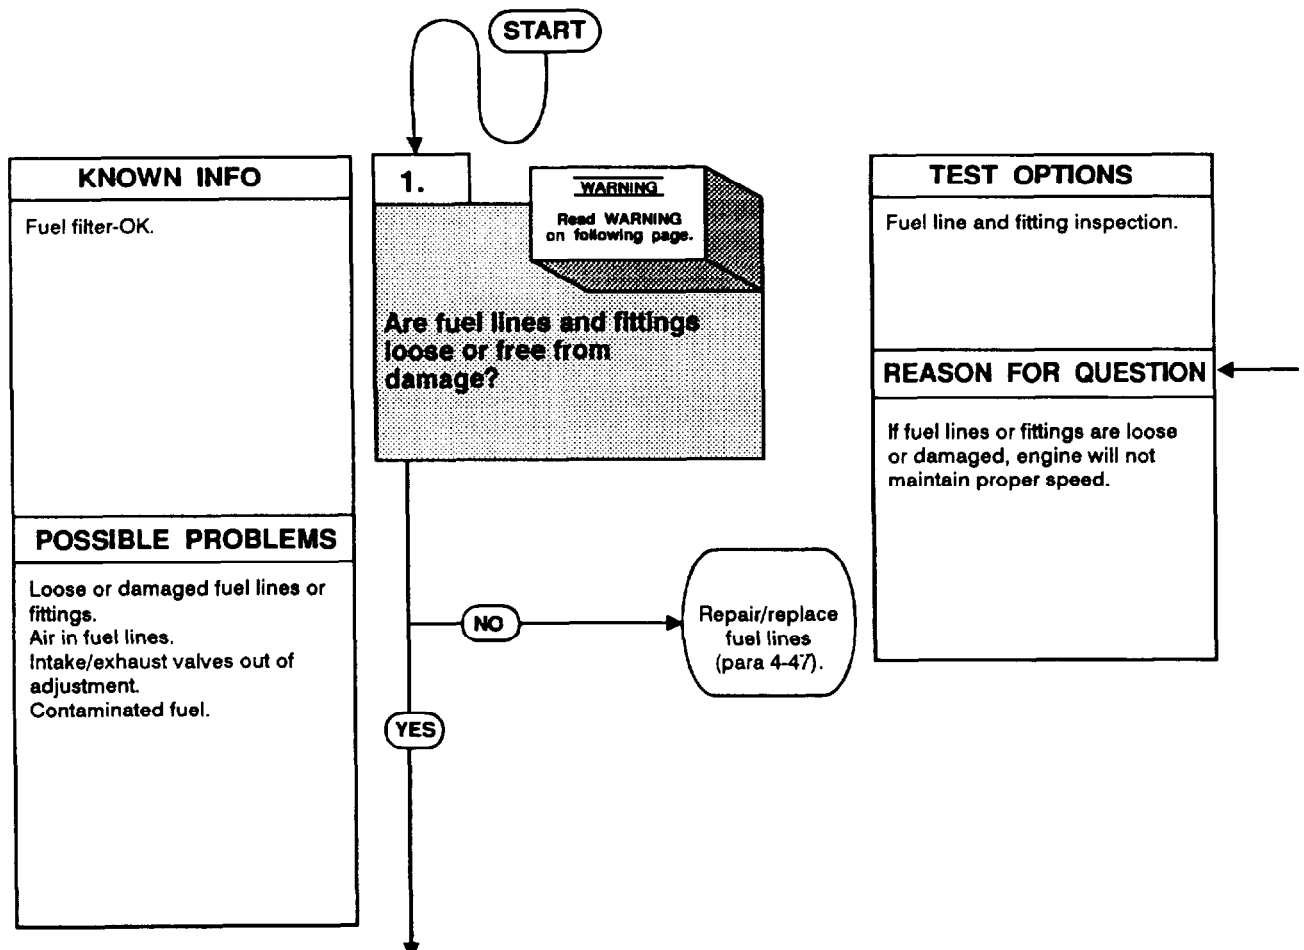 START
KNOWN INFO
Fuel filter-OK.
POSSIBLE PROBLEMS
Loose or damaged fuel lines or
fittings.
Air in fuel lines.
Intake/exhaust valves out of
adjustment.
Contaminated fuel.
1.
WARNING
Read WARNING
on following page.
Are fuel lines and fittings
loose or free from
damage?
NO
Repair/replace
fuel lines
(para 4-47).
YES
TEST OPTIONS
Fuel line and fitting inspection.
REASON FOR QUESTION
If fuel lines or fittings are loose
or damaged, engine will not
maintain proper speed.